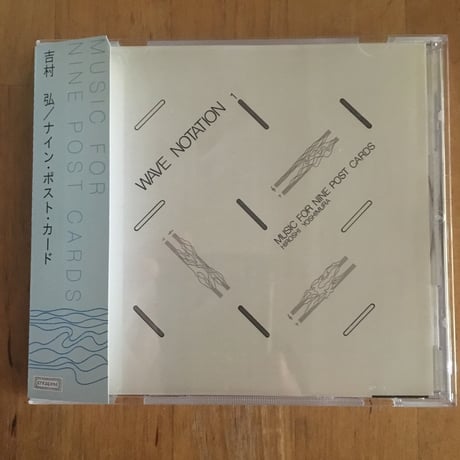 吉村 弘/ナイン・ポスト・カード
MUSIC FOR
NINE POST CARDS
WAVE NOTATION 1
MUSIC FOR NINE POST CARDS
HIROSHI YOSHIMURA